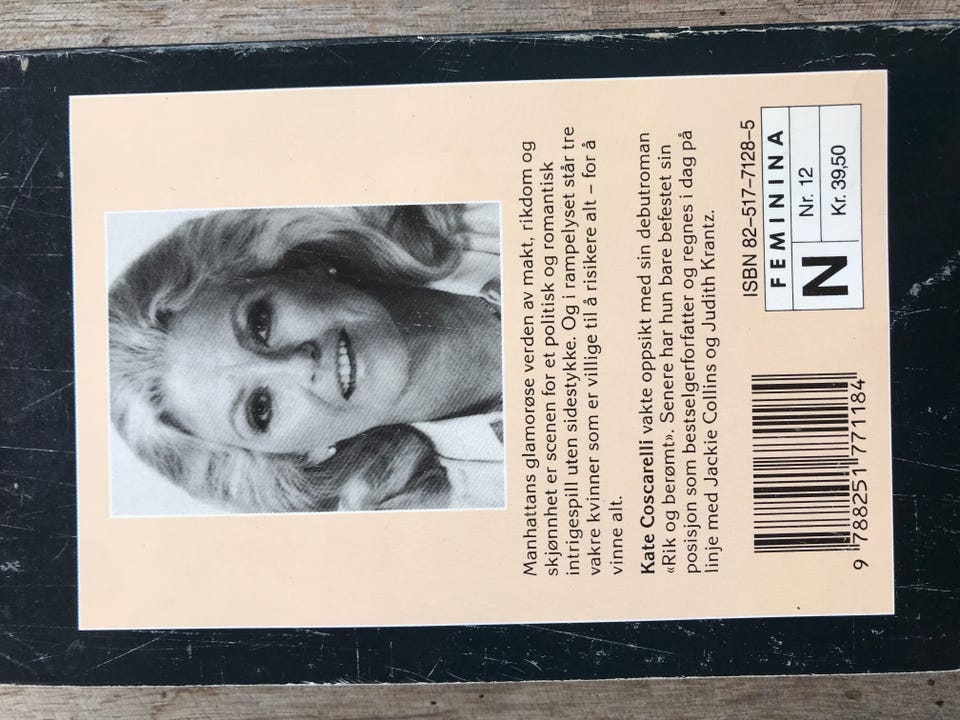 Manhattans glamorøse verden av makt, rikdom og
skjønnhet er scenen for et politisk og romantisk
intrigespill uten sidestykke. Og i rampelyset står tre
vakre kvinner som er villige til å risikere alt – for å
vinne alt.
Kate Coscarelli vakte oppsikt med sin debutroman
«Rik og berømt». Senere har hun bare befestet sin
posisjon som bestselgerforfatter og regnes i dag på
linje med Jackie Collins og Judith Krantz.
ISBN 82–517–7128–5
FEMININA
N
Nr. 12
Kr. 39,50
9 788251 771184